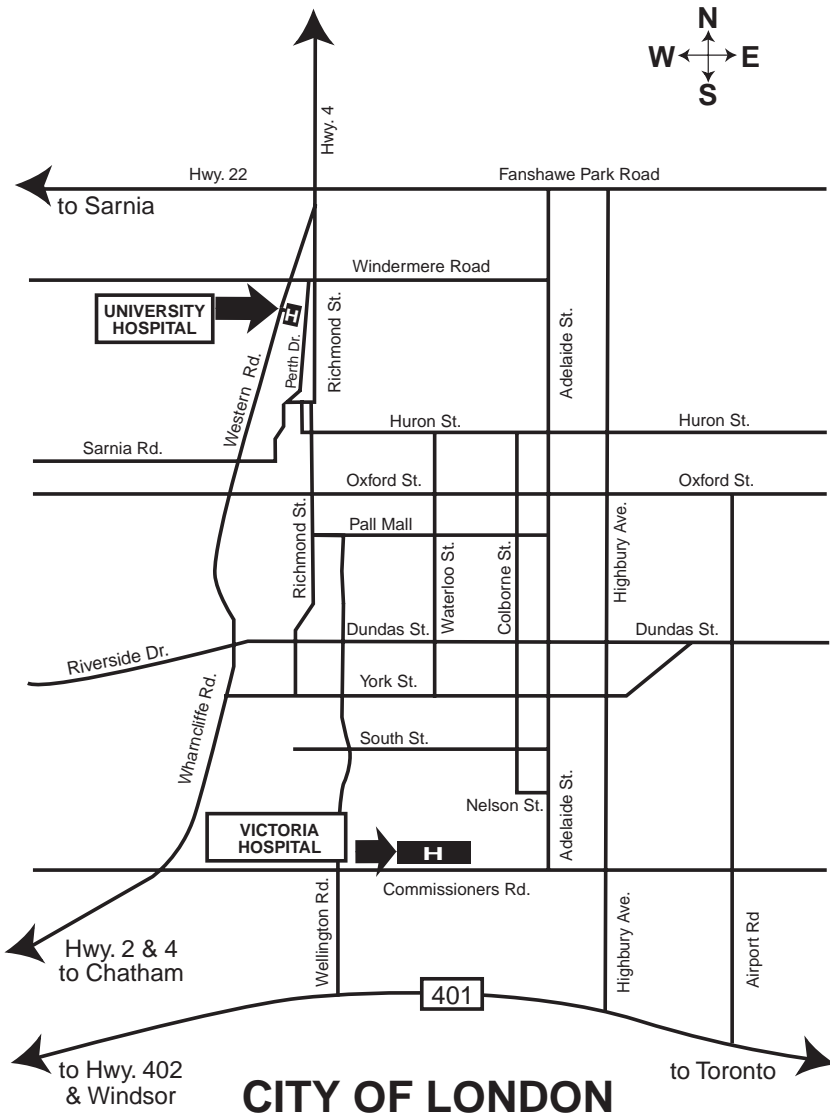 N
W E
S
Hwy. 4
Hwy. 22
Fanshawe Park Road
to Sarnia
Windermere Road
UNIVERSITY
HOSPITAL
H
Perth Dr.
Richmond St.
Western Rd.
Adelaide St.
Huron St.
Huron St.
Sarnia Rd.
Oxford St.
Oxford St.
Pall Mall
Richmond St.
Waterloo St.
Colborne St.
Highbury Ave.
Dundas St.
Dundas St.
Riverside Dr.
York St.
Wharncliffe Rd.
South St.
Nelson St.
Adelaide St.
VICTORIA
HOSPITAL
H
Commissioners Rd.
Wellington Rd.
Highbury Ave.
Airport Rd
Hwy. 2 & 4
to Chatham
401
to Hwy. 402
& Windsor
to Toronto
CITY OF LONDON